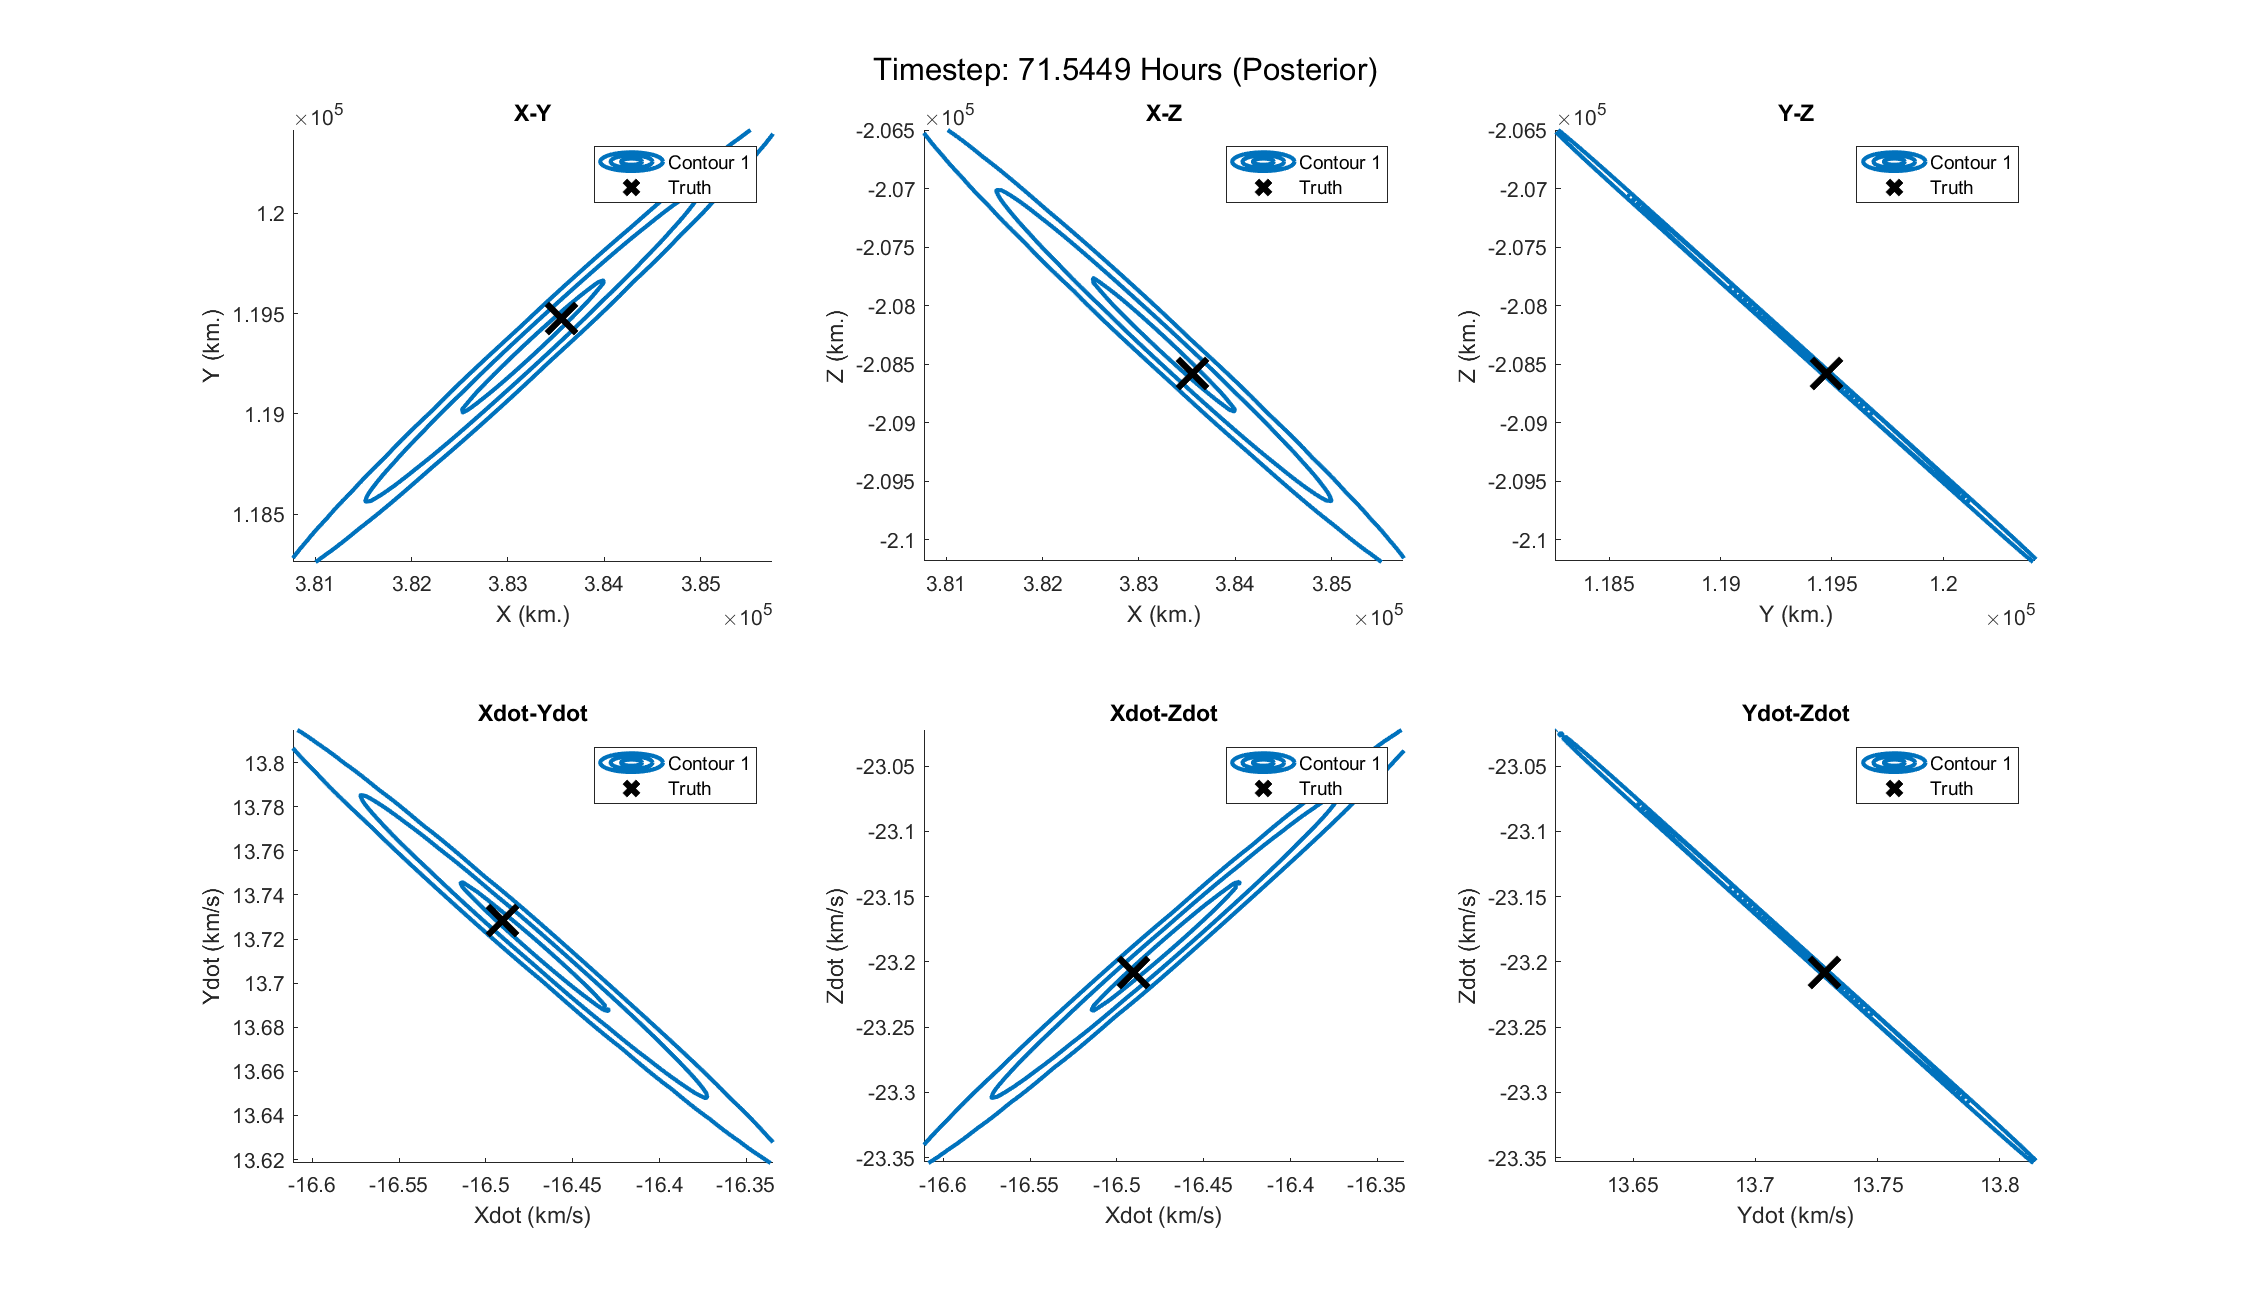 Timestep: 71.5449 Hours (Posterior)
X-Y
×10^5
Contour 1
Truth
1.2
1.195
1.19
1.185
Y (km.)
3.81 3.82 3.83 3.84 3.85
X (km.)
×10^5
X-Z
×10^5
Contour 1
Truth
-2.065
-2.07
-2.075
-2.08
-2.085
-2.09
-2.095
-2.1
Z (km.)
3.81 3.82 3.83 3.84 3.85
X (km.)
×10^5
Y-Z
×10^5
Contour 1
Truth
-2.065
-2.07
-2.075
-2.08
-2.085
-2.09
-2.095
-2.1
Z (km.)
1.185 1.19 1.195 1.2
Y (km.)
×10^5
Xdot-Ydot
Contour 1
Truth
13.8
13.78
13.76
13.74
13.72
13.7
13.68
13.66
13.64
13.62
Ydot (km/s)
-16.6 -16.55 -16.5 -16.45 -16.4 -16.35
Xdot (km/s)
Xdot-Zdot
Contour 1
Truth
-23.05
-23.1
-23.15
-23.2
-23.25
-23.3
-23.35
Zdot (km/s)
-16.6 -16.55 -16.5 -16.45 -16.4 -16.35
Xdot (km/s)
Ydot-Zdot
Contour 1
Truth
-23.05
-23.1
-23.15
-23.2
-23.25
-23.3
-23.35
Zdot (km/s)
13.65 13.7 13.75 13.8
Ydot (km/s)